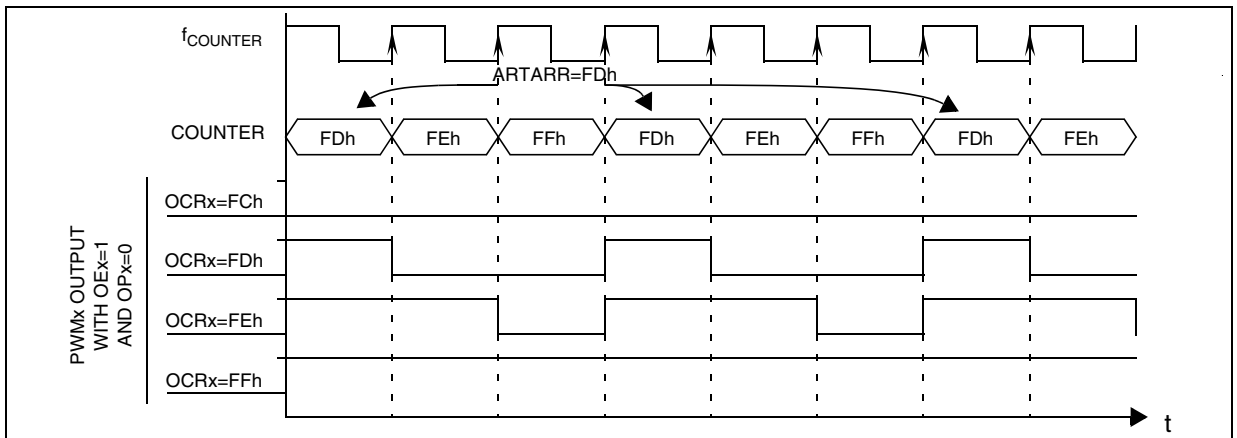 fCOUNTER
ARTARR=FDh
COUNTER
FDh FEh FFh FDh FEh FFh FDh FEh
PWMx OUTPUT
WITH OEx=1
AND OPx=0
OCRx=FCh
OCRx=FDh
OCRx=FEh
OCRx=FFh
t